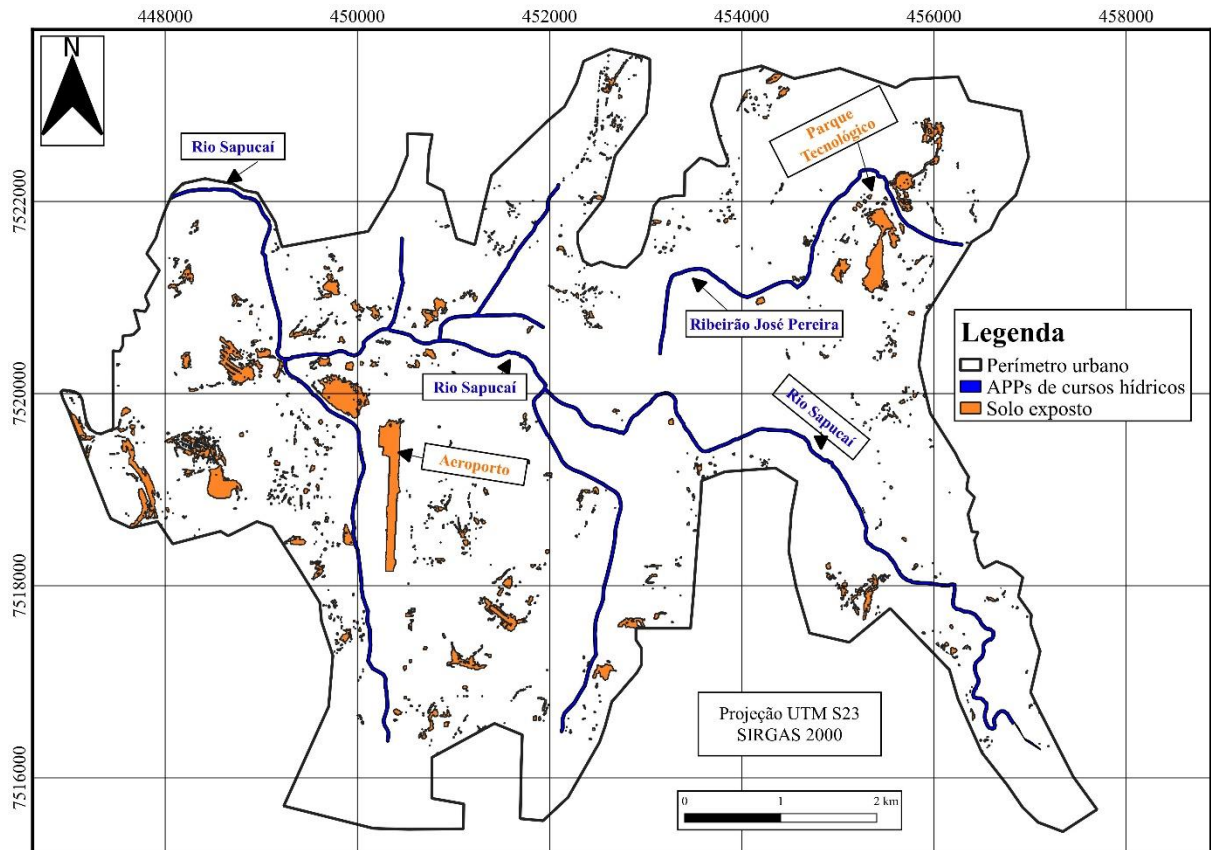 448000 450000 452000 454000 456000 458000
N
Rio Sapucaí
Parque
Tecnológico
7522000
Ribeirão José Pereira
Legenda
Perímetro urbano
APPs de cursos hídricos
Solo exposto
Rio Sapucaí
7520000
Rio Sapucaí
Aeroporto
7518000
Projeção UTM S23
SIRGAS 2000
7516000
0 1 2 km